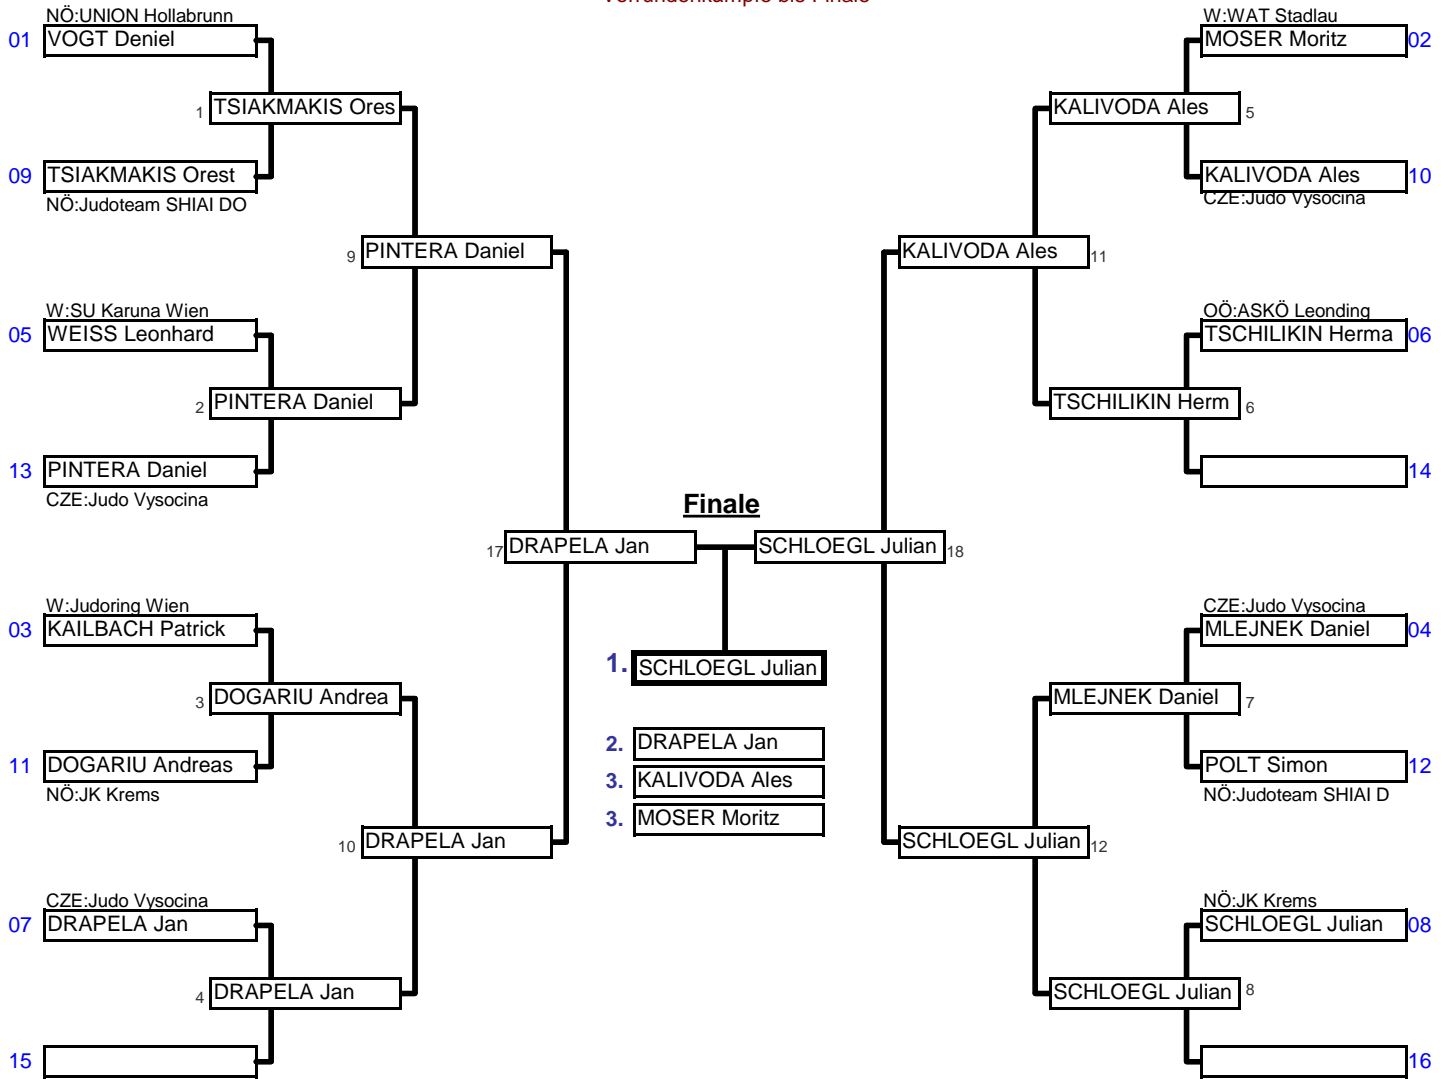 Vorrundenkämpfe bis Finale
NÖ:UNION Hollabrunn
01 VOGT Deniel
1 TSIAKMAKIS Ores
09 TSIAKMAKIS Orest
NÖ:Judoteam SHIAI DO
9 PINTERA Daniel
W:SU Karuna Wien
05 WEISS Leonhard
2 PINTERA Daniel
13 PINTERA Daniel
CZE:Judo Vysocina
17 DRAPELA Jan
W:Judoring Wien
03 KAILBACH Patrick
3 DOGARIU Andrea
11 DOGARIU Andreas
NÖ:JK Krems
10 DRAPELA Jan
CZE:Judo Vysocina
07 DRAPELA Jan
4 DRAPELA Jan
15
Finale
1. SCHLOEGL Julian
2. DRAPELA Jan
3. KALIVODA Ales
3. MOSER Moritz
W:WAT Stadlau
MOSER Moritz 02
KALIVODA Ales 5
KALIVODA Ales 10
CZE:Judo Vysocina
KALIVODA Ales 11
OÖ:ASKÖ Leonding
TSCHILIKIN Herma 06
TSCHILIKIN Herm 6
14
SCHLOEGL Julian 18
CZE:Judo Vysocina
MLEJNEK Daniel 04
MLEJNEK Daniel 7
POLT Simon 12
NÖ:Judoteam SHIAI D
SCHLOEGL Julian 12
NÖ:JK Krems
SCHLOEGL Julian 08
SCHLOEGL Julian 8
16